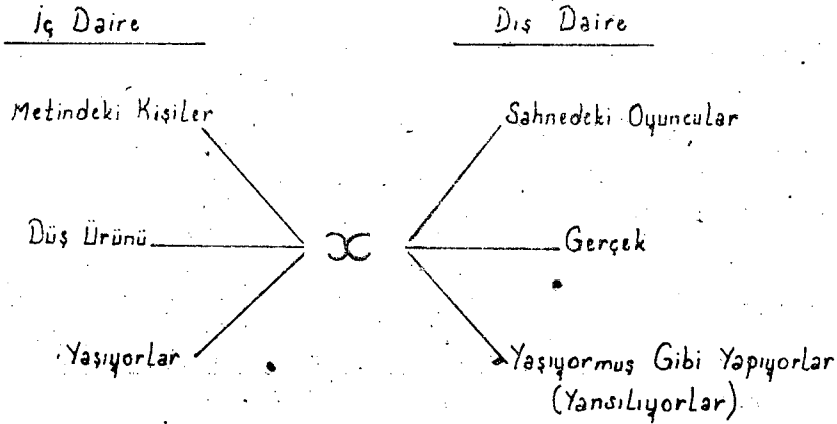 İç Daire
Dış Daire
Metindeki Kişiler
Sahnedeki Oyuncular
Düş Ürünü
Gerçek
Yaşıyorlar
Yaşıyormuş Gibi Yapıyorlar
(Yansılıyorlar)